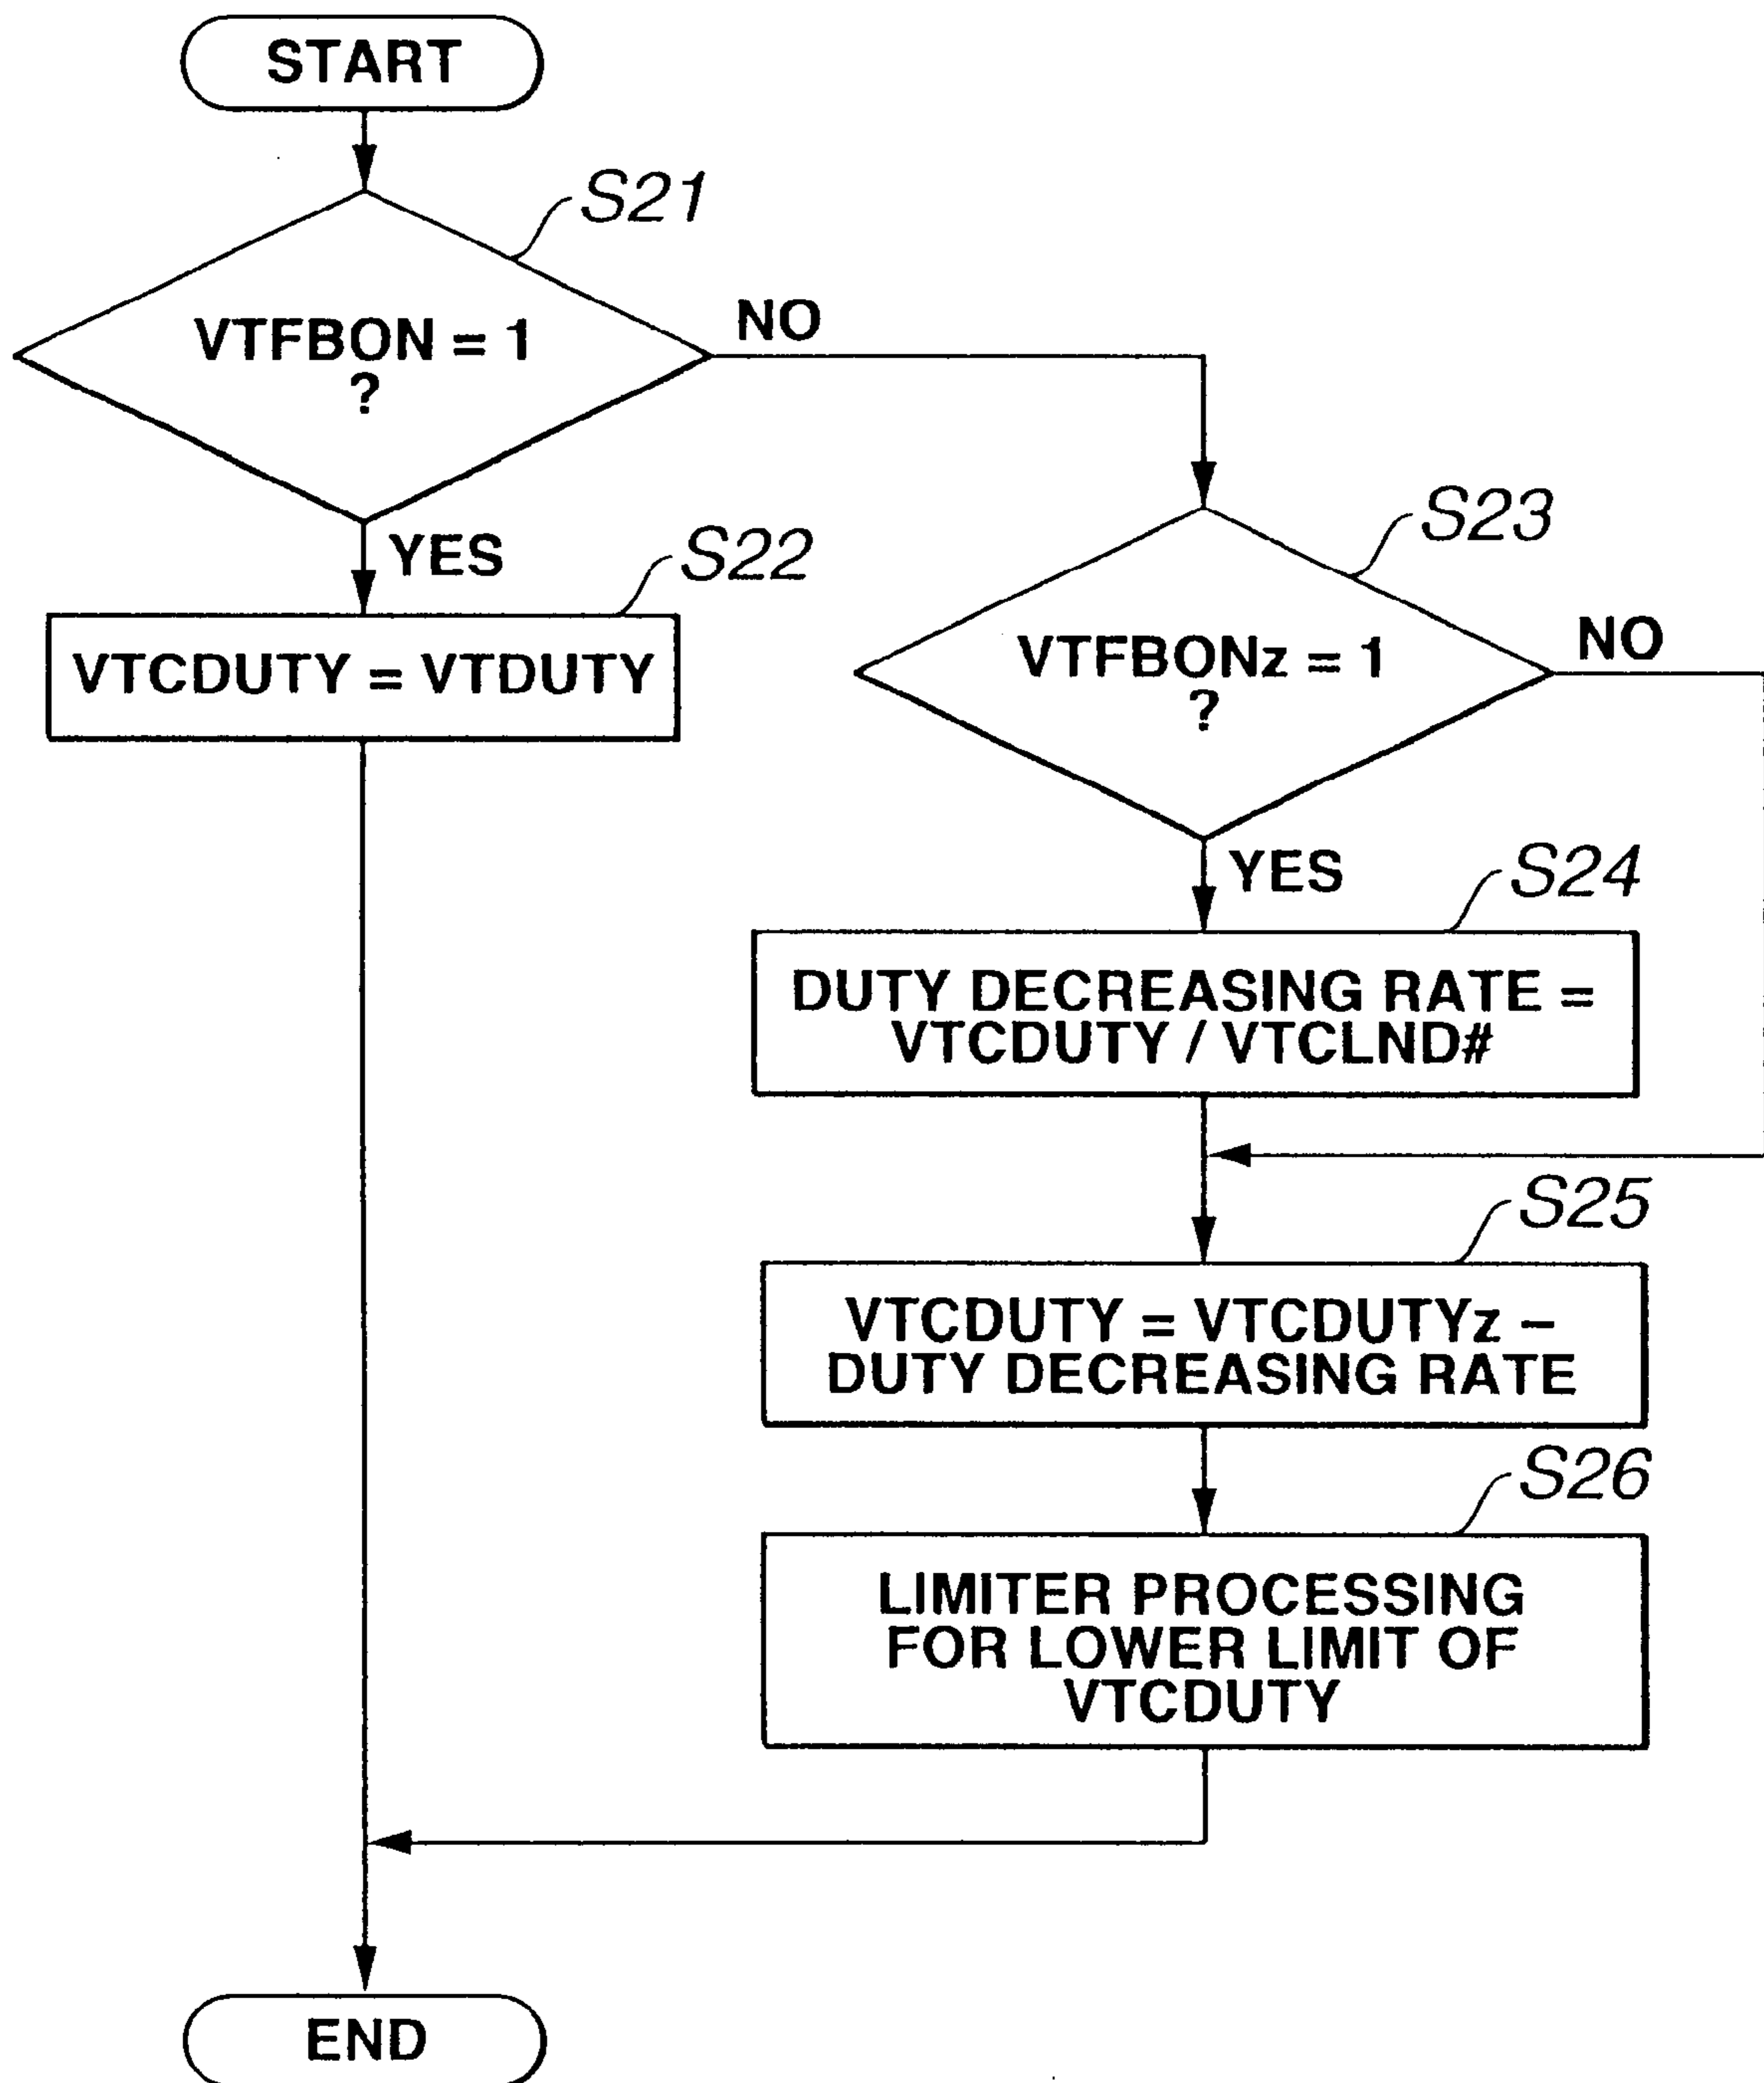 START
S21
VTFBON = 1
?
NO
YES
S22
VTCDUTY = VTDUTY
S23
VTFBONz = 1
?
NO
YES
S24
DUTY DECREASING RATE =
VTCDUTY / VTCLND#
S25
VTCDUTY = VTCDUTYz –
DUTY DECREASING RATE
S26
LIMITER PROCESSING
FOR LOWER LIMIT OF
VTCDUTY
END